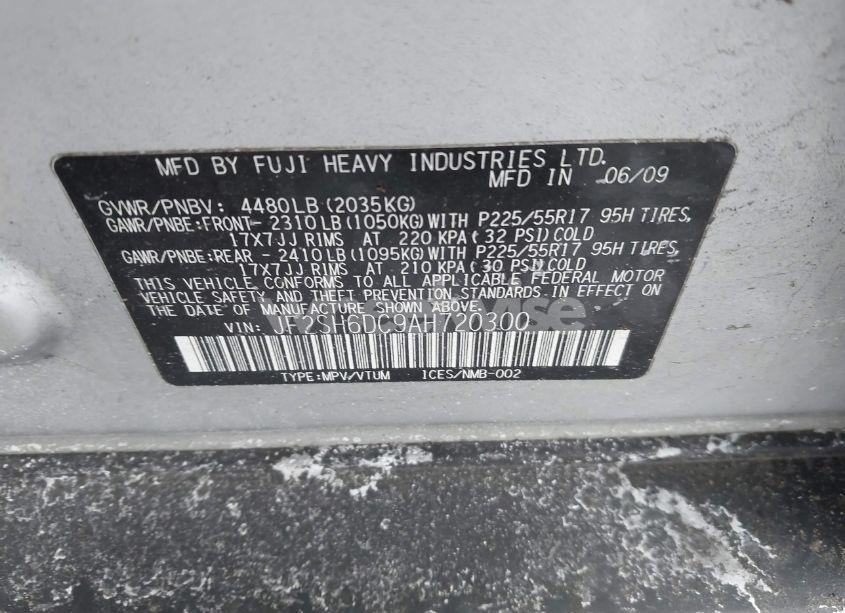 MFD BY FUJI HEAVY INDUSTRIES LTD.
MFD IN 06/09
GVWR/PNBV: 4480LB(2035KG)
GAWR/PNBE:FRONT- 2310LB(1050KG)WITH P225/55R17 95H TIRES,
17X7JJ RIMS AT 220 KPA( 32 PSI)COLD
GAWR/PNBE:REAR - 2410LB(1095KG)WITH P225/55R17 95H TIRES,
17X7JJ RIMS AT 210 KPA( 30 PSI)COLD
THIS VEHICLE CONFORMS TO ALL APPLICABLE FEDERAL MOTOR
VEHICLE SAFETY AND THEFT PREVENTION STANDARDS IN EFFECT ON
THE DATE OF MANUFACTURE SHOWN ABOVE.
VIN: JF2SH6DC9AH720300
TYPE:MPV/VTUM ICES/NMB-002